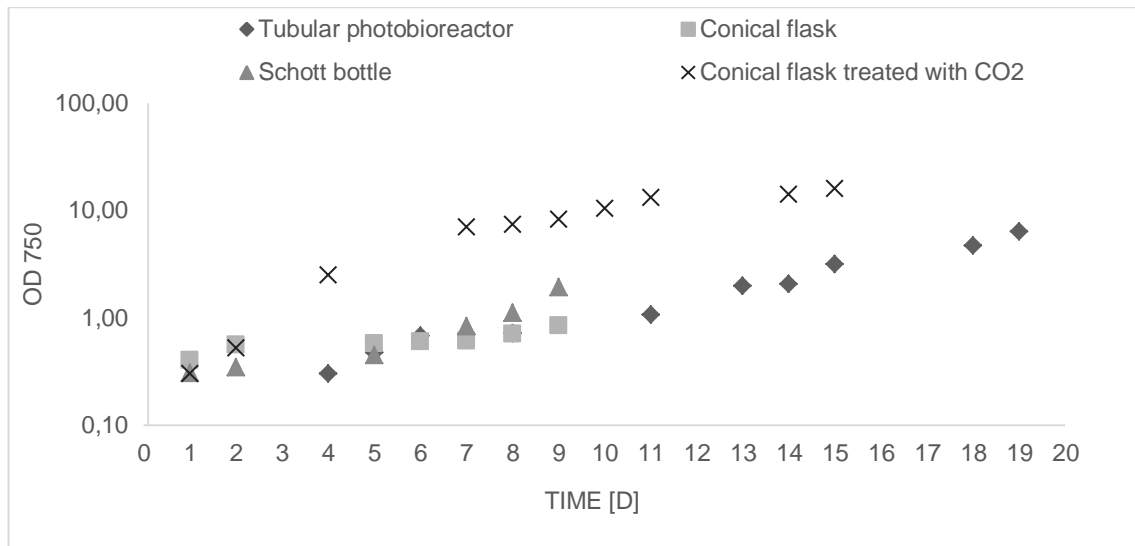 Tubular photobioreactor
Conical flask
Schott bottle
Conical flask treated with CO2
100,00
10,00
1,00
0,10
OD 750
0 1 2 3 4 5 6 7 8 9 10 11 12 13 14 15 16 17 18 19 20
TIME [D]